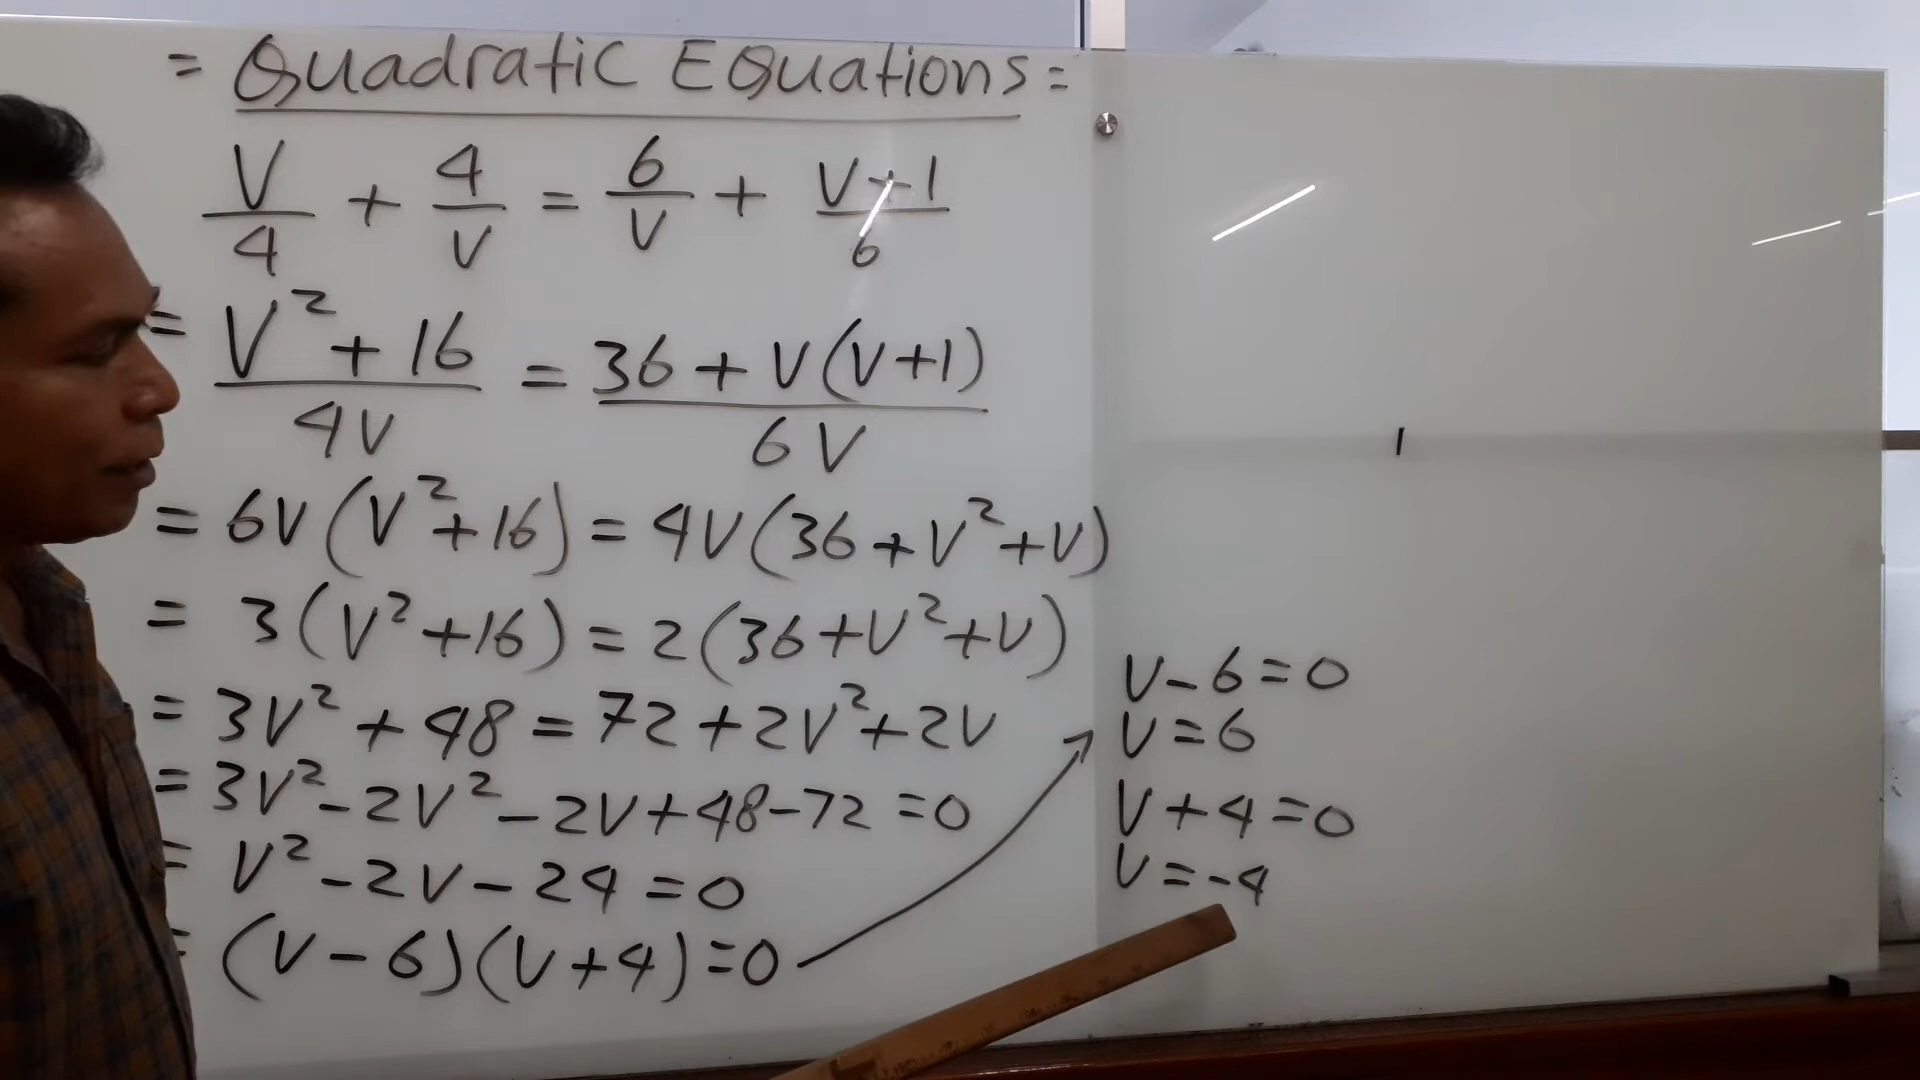 = Quadratic Equations =
V/4 + 4/V = 6/V + V+1/6
= V² + 16/4V = 36 + V(V+1)/6V
= 6V(V²+16) = 4V(36+V²+V)
= 3(V²+16) = 2(36+V²+V)
= 3V² + 48 = 72 + 2V² + 2V
= 3V² - 2V² - 2V + 48 - 72 = 0
= V² - 2V - 24 = 0
= (V - 6)(V + 4) = 0
V - 6 = 0
V = 6
V + 4 = 0
V = -4